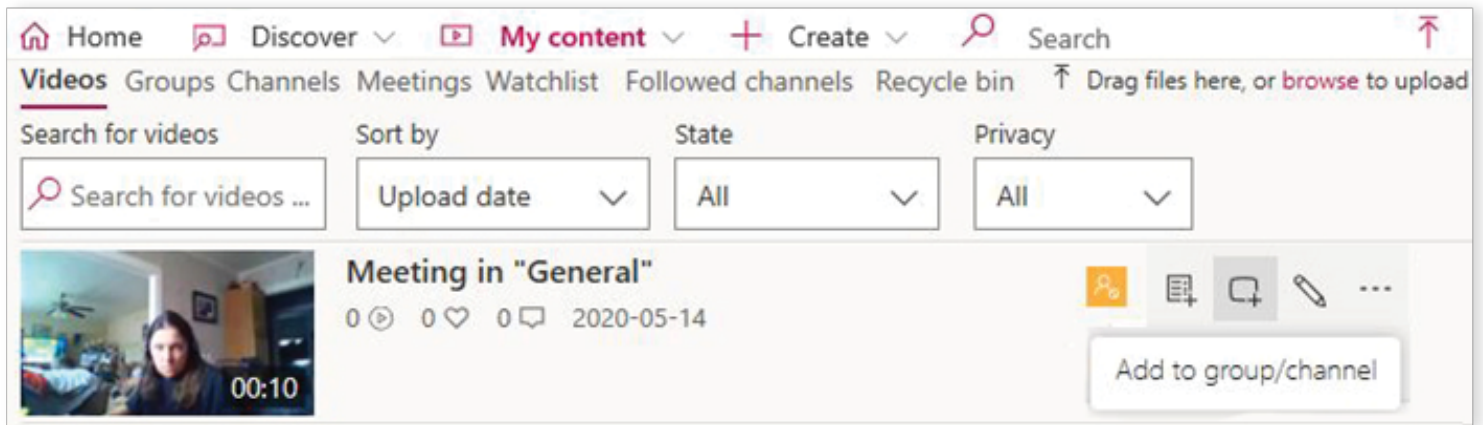 Home Discover My content Create Search
Videos Groups Channels Meetings Watchlist Followed channels Recycle bin Drag files here, or browse to upload
Search for videos Sort by State Privacy
Search for videos ... Upload date All All
Meeting in "General"
0 0 0 2020-05-14
00:10
Add to group/channel